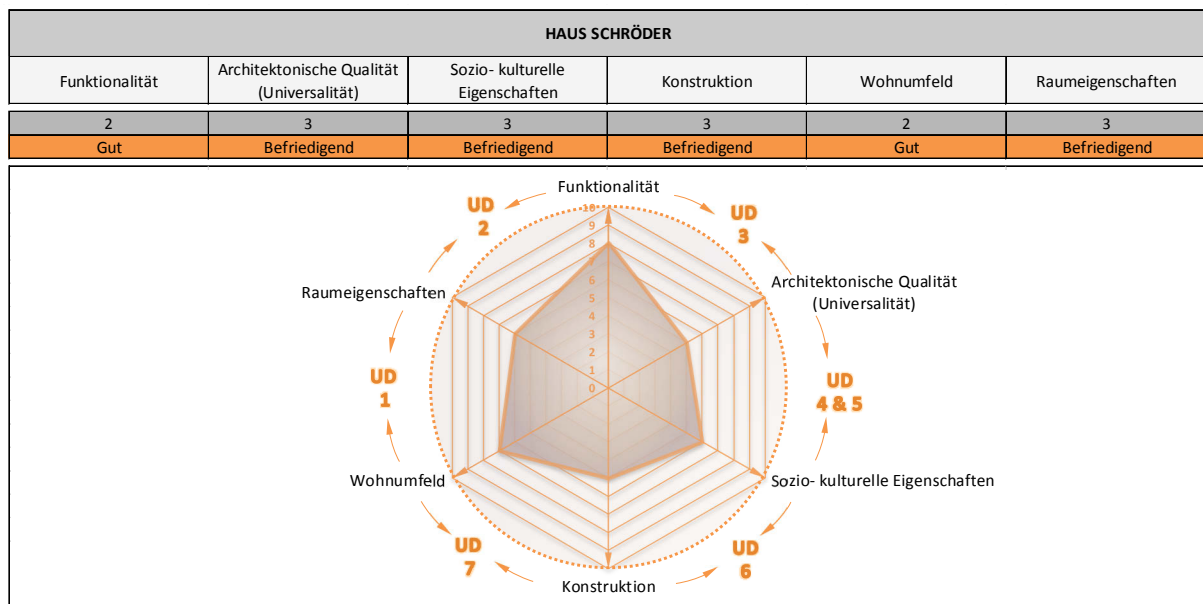 HAUS SCHRÖDER
Funktionalität
Architektonische Qualität
(Universalität)
Sozio- kulturelle
Eigenschaften
Konstruktion
Wohnumfeld
Raumeigenschaften
2
3
3
3
2
3
Gut
Befriedigend
Befriedigend
Befriedigend
Gut
Befriedigend
Funktionalität
UD
2
UD
3
10
9
8
7
6
5
4
3
2
1
0
Raumeigenschaften
Architektonische Qualität
(Universalität)
UD
1
UD
4 & 5
Wohnumfeld
Sozio- kulturelle Eigenschaften
UD
7
UD
6
Konstruktion